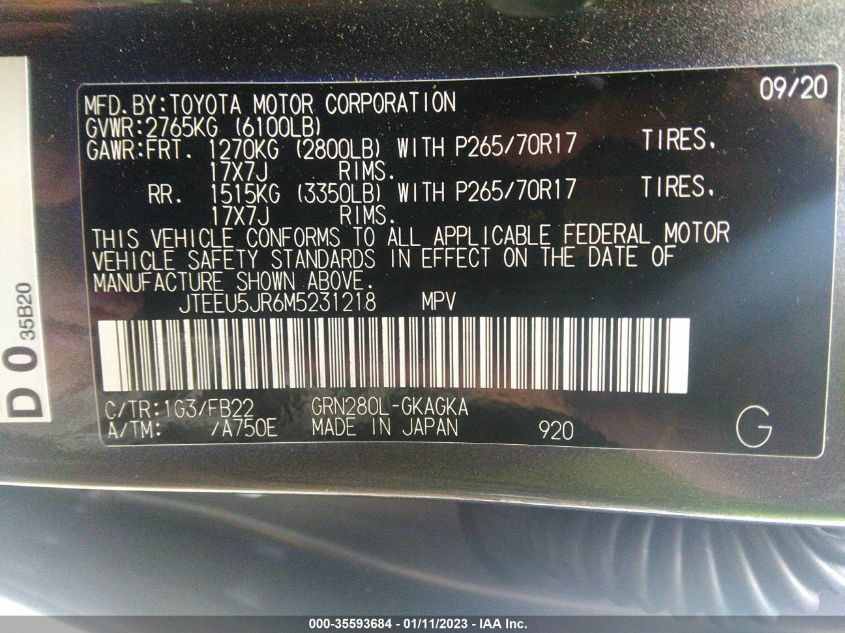 09/20
MFD.BY:TOYOTA MOTOR CORPORATION
GVWR:2765KG (6100LB)
GAWR:FRT. 1270KG (2800LB) WITH P265/70R17 TIRES.
17X7J RIMS.
RR. 1515KG (3350LB) WITH P265/70R17 TIRES.
17X7J RIMS.
THIS VEHICLE CONFORMS TO ALL APPLICABLE FEDERAL MOTOR
VEHICLE SAFETY STANDARDS IN EFFECT ON THE DATE OF
MANUFACTURE SHOWN ABOVE.
JTEEU5JR6M5231218 MPV
C/TR:1G3/FB22 GRN280L-GKAGKA
A/TM: /A750E MADE IN JAPAN 920 G
D 0 35B20
000-35593684 - 01/11/2023 - IAA Inc.